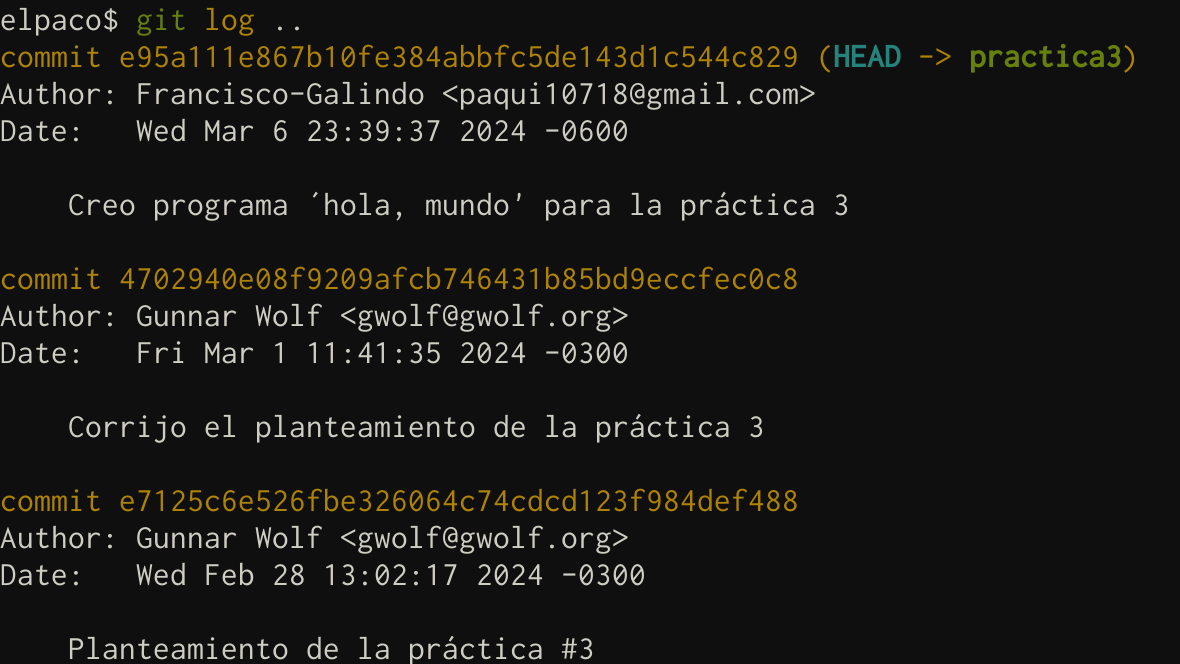 elpaco$ git log ..
commit e95a111e867b10fe384abbfc5de143d1c544c829 (HEAD -> practica3)
Author: Francisco-Galindo <paqui10718@gmail.com>
Date:   Wed Mar 6 23:39:37 2024 -0600
    Creo programa ´hola, mundo' para la práctica 3
commit 4702940e08f9209afcb746431b85bd9eccfec0c8
Author: Gunnar Wolf <gwolf@gwolf.org>
Date:   Fri Mar 1 11:41:35 2024 -0300
    Corrijo el planteamiento de la práctica 3
commit e7125c6e526fbe326064c74cdcd123f984def488
Author: Gunnar Wolf <gwolf@gwolf.org>
Date:   Wed Feb 28 13:02:17 2024 -0300
    Planteamiento de la práctica #3